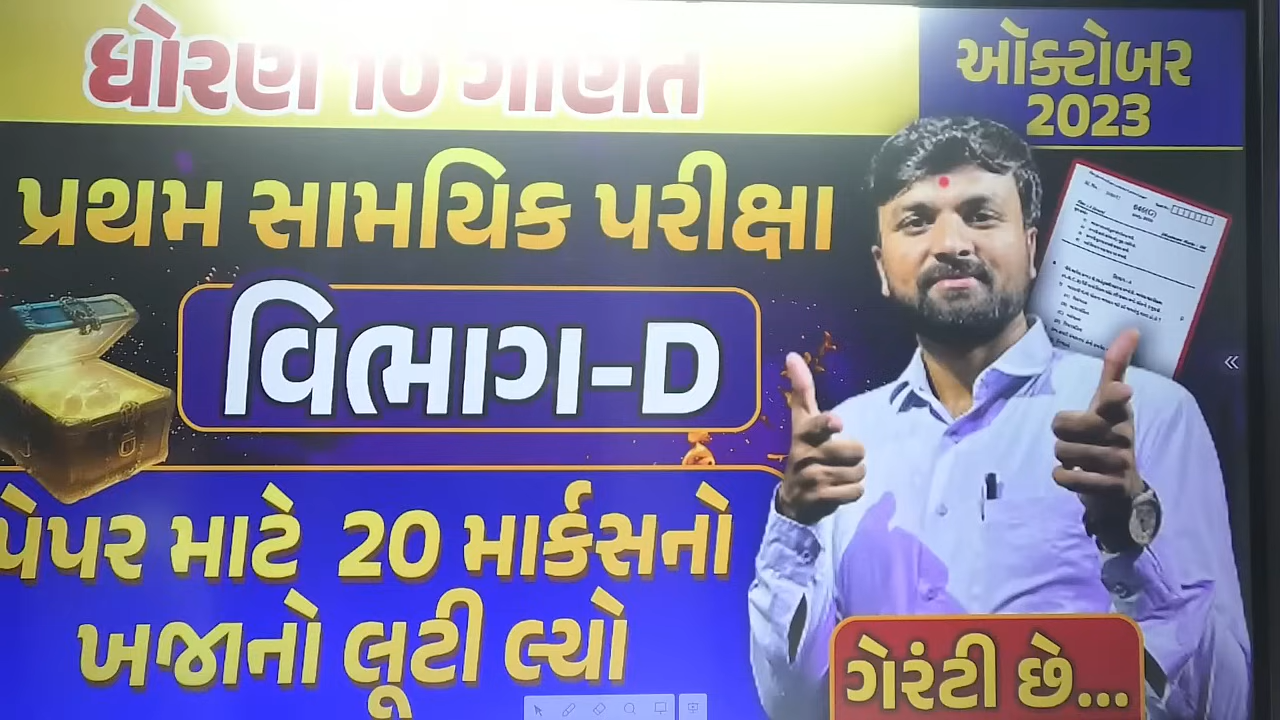 ધોરણ 10 ગણિત
ઓક્ટોબર
2023
પ્રથમ સામયિક પરીક્ષા
વિભાગ-D
પેપર માટે 20 માર્કસનો
ખજાનો લૂટી લ્યો
ગેરંટી છે...